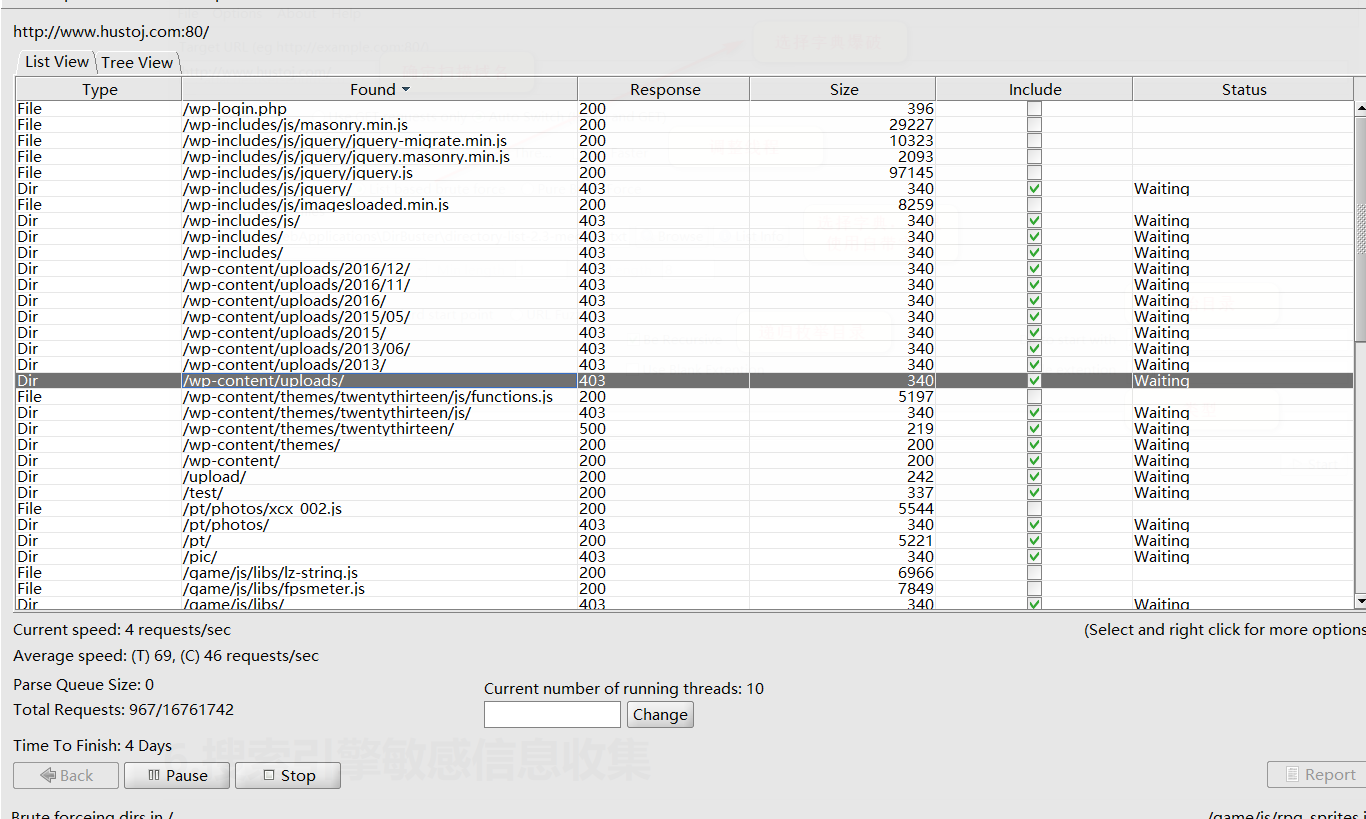 http://www.hustoj.com:80/
List View Tree View
Type Found Response Size Include Status
File /wp-login.php 200 396
File /wp-includes/js/masonry.min.js 200 29227
File /wp-includes/js/jquery/jquery-migrate.min.js 200 10323
File /wp-includes/js/jquery/jquery.masonry.min.js 200 2093
File /wp-includes/js/jquery/jquery.js 200 97145
Dir /wp-includes/js/jquery/ 403 340 Waiting
File /wp-includes/js/imagesloaded.min.js 200 8259
Dir /wp-includes/js/ 403 340 Waiting
Dir /wp-includes/ 403 340 Waiting
Dir /wp-includes/ 403 340 Waiting
Dir /wp-content/uploads/2016/12/ 403 340 Waiting
Dir /wp-content/uploads/2016/11/ 403 340 Waiting
Dir /wp-content/uploads/2016/ 403 340 Waiting
Dir /wp-content/uploads/2015/05/ 403 340 Waiting
Dir /wp-content/uploads/2015/ 403 340 Waiting
Dir /wp-content/uploads/2013/06/ 403 340 Waiting
Dir /wp-content/uploads/2013/ 403 340 Waiting
Dir /wp-content/uploads/ 403 340 Waiting
File /wp-content/themes/twentythirteen/js/functions.js 200 5197
Dir /wp-content/themes/twentythirteen/js/ 403 340 Waiting
Dir /wp-content/themes/twentythirteen/ 500 219 Waiting
Dir /wp-content/themes/ 200 200 Waiting
Dir /wp-content/ 200 200 Waiting
Dir /upload/ 200 242 Waiting
Dir /test/ 200 337 Waiting
File /pt/photos/xcx_002.js 200 5544
Dir /pt/photos/ 403 340 Waiting
Dir /pt/ 200 5221 Waiting
Dir /pic/ 403 340 Waiting
File /game/js/libs/lz-string.js 200 6966
File /game/js/libs/fpsmeter.js 200 7849
Dir /game/js/libs/ 403 340 Waiting
Current speed: 4 requests/sec (Select and right click for more options
Average speed: (T) 69, (C) 46 requests/sec
Parse Queue Size: 0
Current number of running threads: 10
Total Requests: 967/16761742
Change
Time To Finish: 4 Days
搜索引擎敏感信息收集
Back Pause Stop Report
Brute forceing dirs in / /game/js/rpg_sprites.j